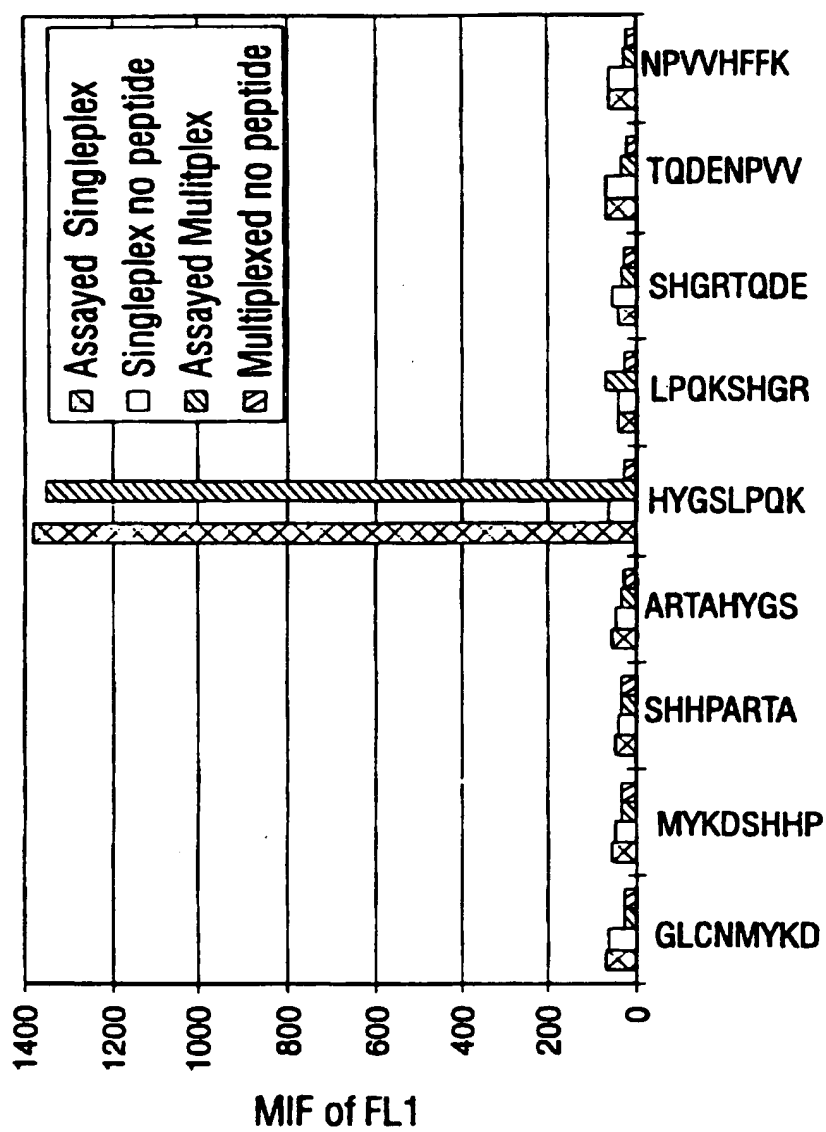 MIF of FL1
1400
1200
1000
800
600
400
200
0
Assayed Singleplex
Singleplex no peptide
Assayed Mulitplex
Multiplexed no peptide
GLCNMYKD
MYKDSHHP
SHHPARTA
ARTAHYGS
HYGSLPQK
LPQKSHGR
SHGRTQDE
TQDENPVV
NPVVHFFK